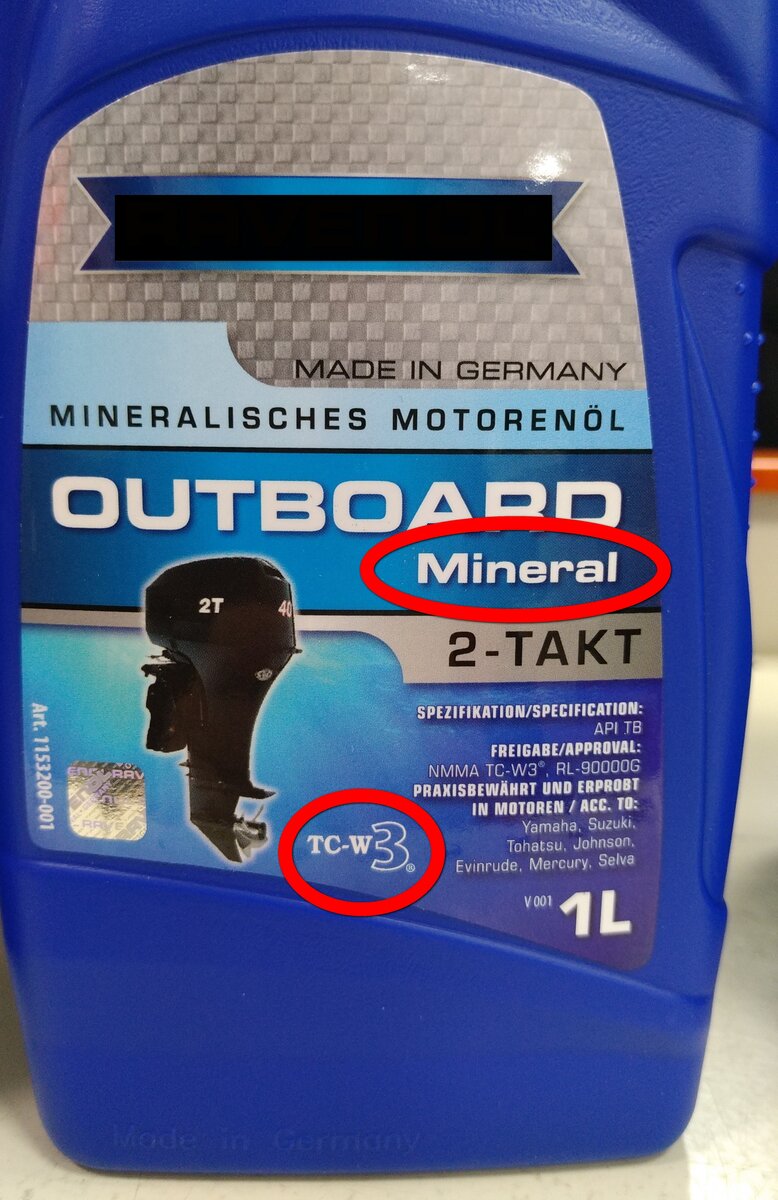 RAVENOL
MADE IN GERMANY
MINERALISCHES MOTORENÖL
OUTBOARD
Mineral
2T 40
2-TAKT
SPEZIFIKATION/SPECIFICATION:
API TB
FREIGABE/APPROVAL:
NMMA TC-W3®, RL-90000G
PRAXISBEWÄHRT UND ERPROBT
IN MOTOREN / ACC. TO:
Yamaha, Suzuki,
Tohatsu, Johnson,
Evinrude, Mercury, Selva
Art. 1153200-001
TC-W3®
V 001 1L
Made in Germany